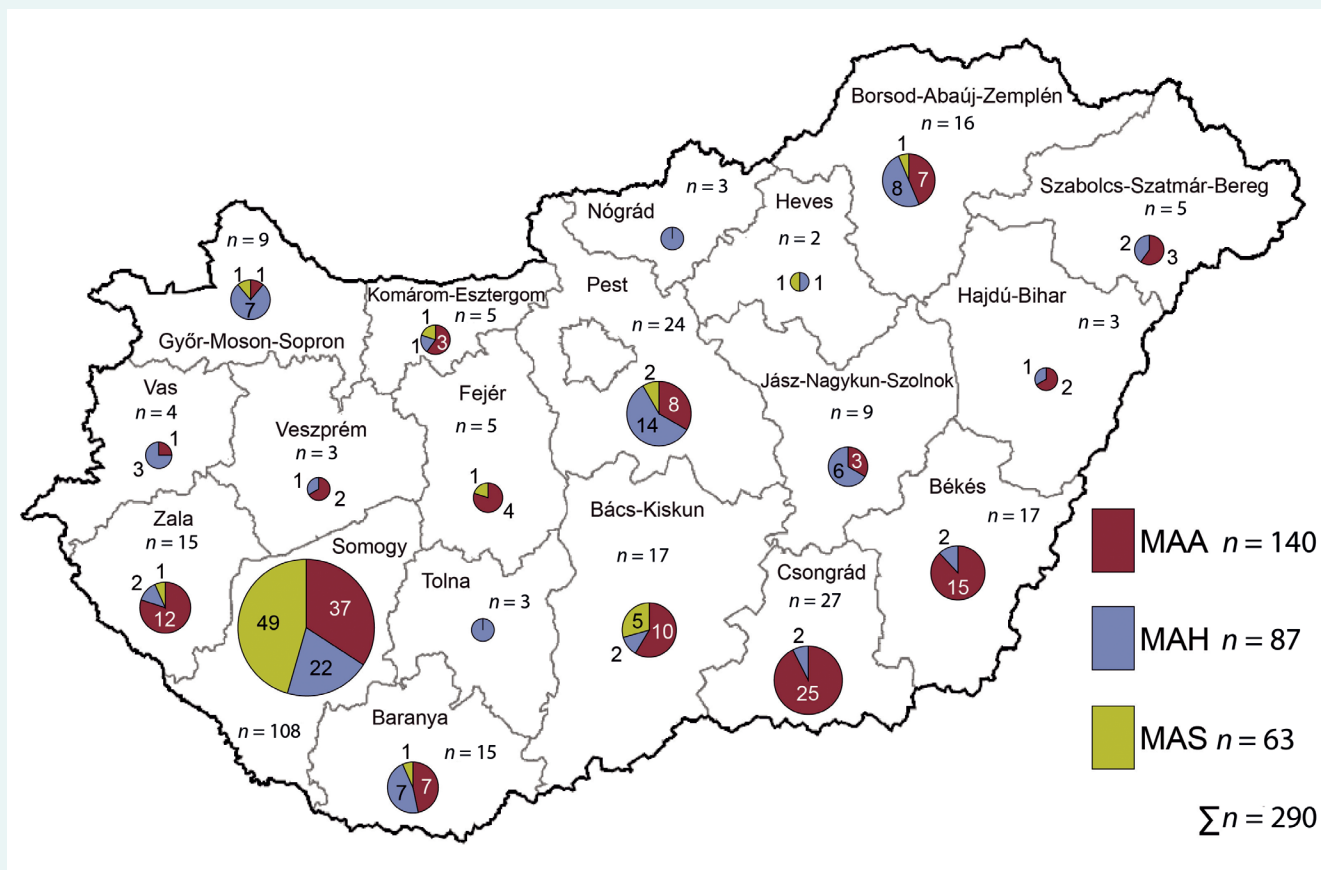 Borsod-Abaúj-Zemplén
n = 16
1
8 7
Szabolcs-Szatmár-Bereg
n = 5
2 3
n = 3
Nógrád
Heves
n = 2
1 1
n = 9
1 1
7
Győr-Moson-Sopron
Komárom-Esztergom
n = 5
1
1 3
Pest
n = 24
2
8
14
Hajdú-Bihar
n = 3
1 2
Jász-Nagykun-Szolnok
n = 9
6 3
Vas
n = 4
1
3
Veszprém
n = 3
1 2
Fejér
n = 5
1
4
Zala
n = 15
2 1
12
Somogy
49 37
22
n = 108
Tolna
n = 3
Bács-Kiskun
n = 17
5
2 10
Békés
n = 17
2
15
Csongrád
n = 27
2
25
Baranya
n = 15
1
7 7
MAA n = 140
MAH n = 87
MAS n = 63
∑n = 290